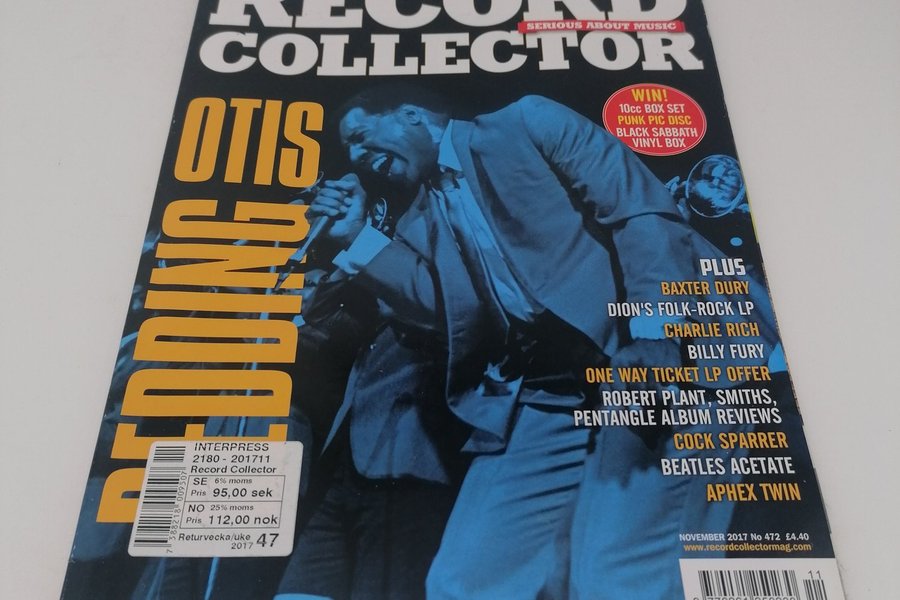 RECORD
SERIOUS ABOUT MUSIC
COLLECTOR
OTIS
REDDING
WIN!
10cc BOX SET
PUNK PIC DISC
BLACK SABBATH
VINYL BOX
PLUS
BAXTER DURY
DION'S FOLK-ROCK LP
CHARLIE RICH
BILLY FURY
ONE WAY TICKET LP OFFER
ROBERT PLANT, SMITHS,
PENTANGLE ALBUM REVIEWS
COCK SPARRER
BEATLES ACETATE
APHEX TWIN
INTERPRESS
2180 - 201711
Record Collector
SE 6% moms
Pris 95,00 sek
NO 25% moms
Pris 112,00 nok
Returvecka/uke
2017 47
NOVEMBER 2017 No 472 £4.40
www.recordcollectormag.com
11